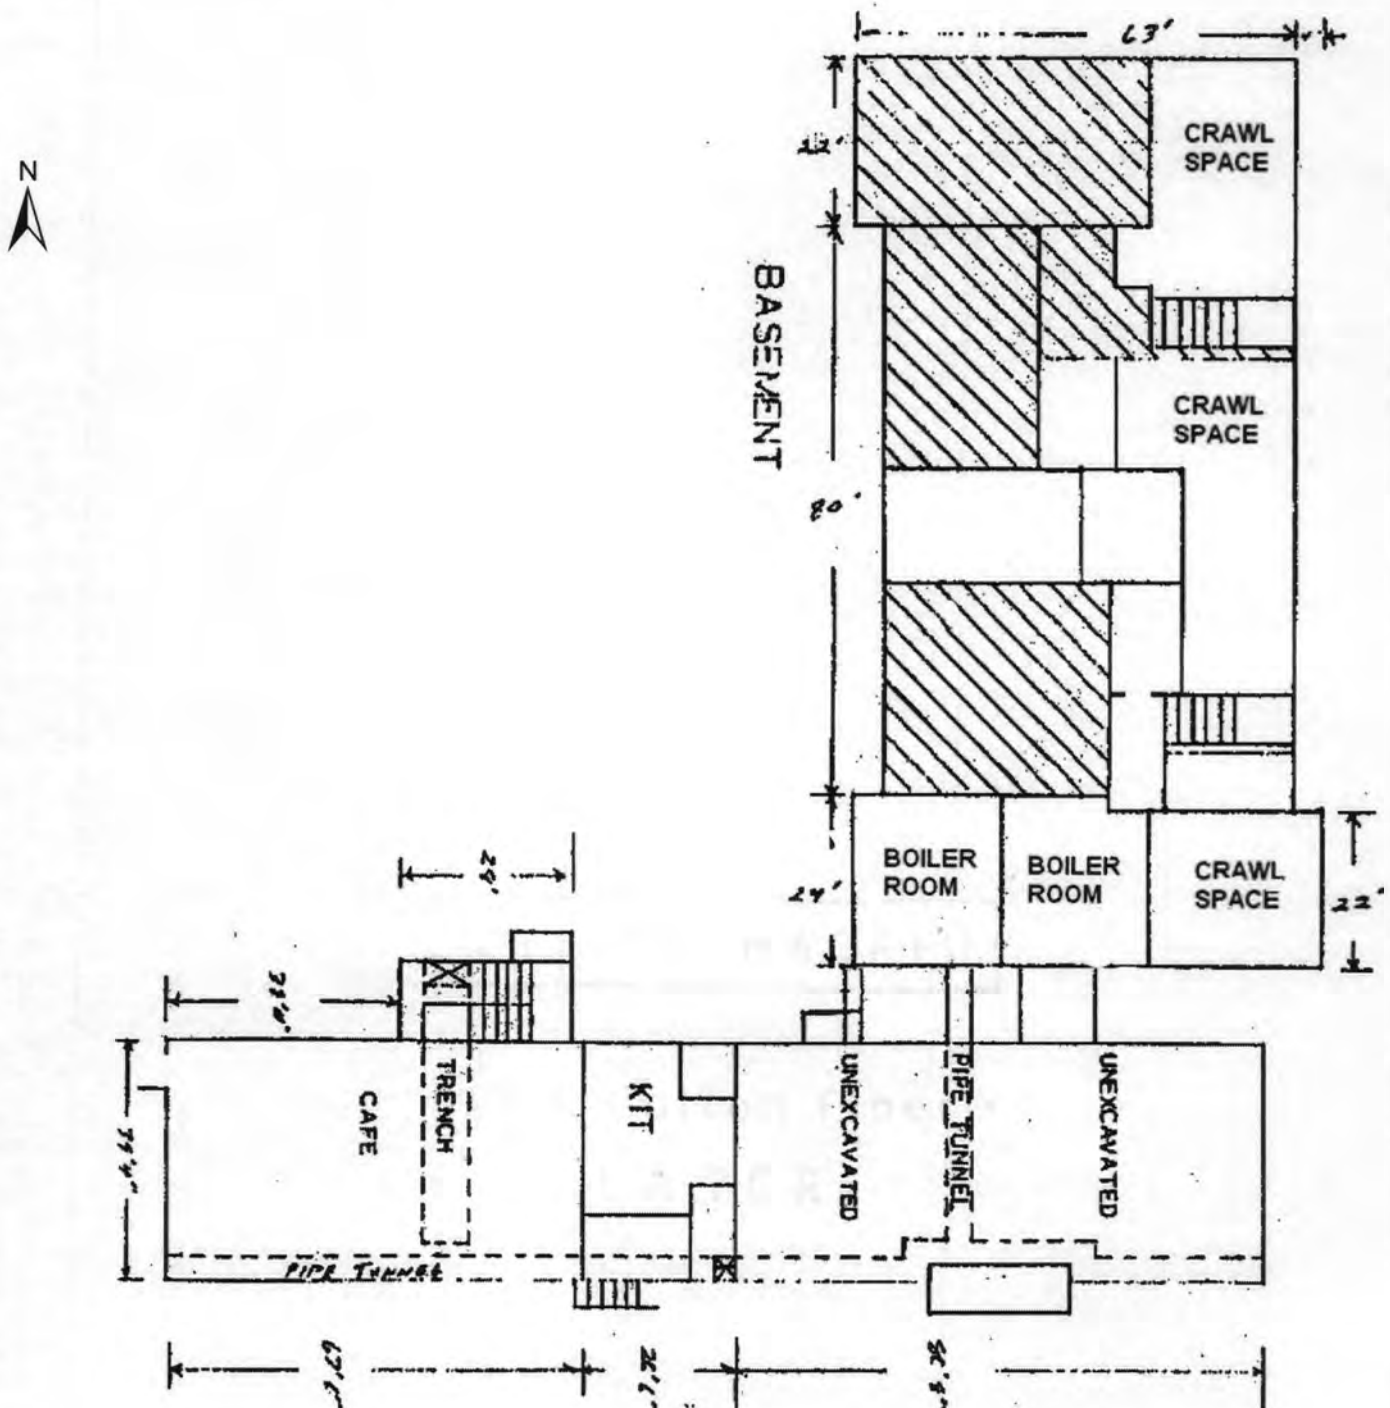 63'
N
22'
CRAWL
SPACE
BASEMENT
CRAWL
SPACE
80'
BOILER
ROOM
BOILER
ROOM
CRAWL
SPACE
24'
22'
24'
UNEXCAVATED
PIPE TUNNEL
UNEXCAVATED
TRENCH
CAFE
KIT
PIPE TUNNEL